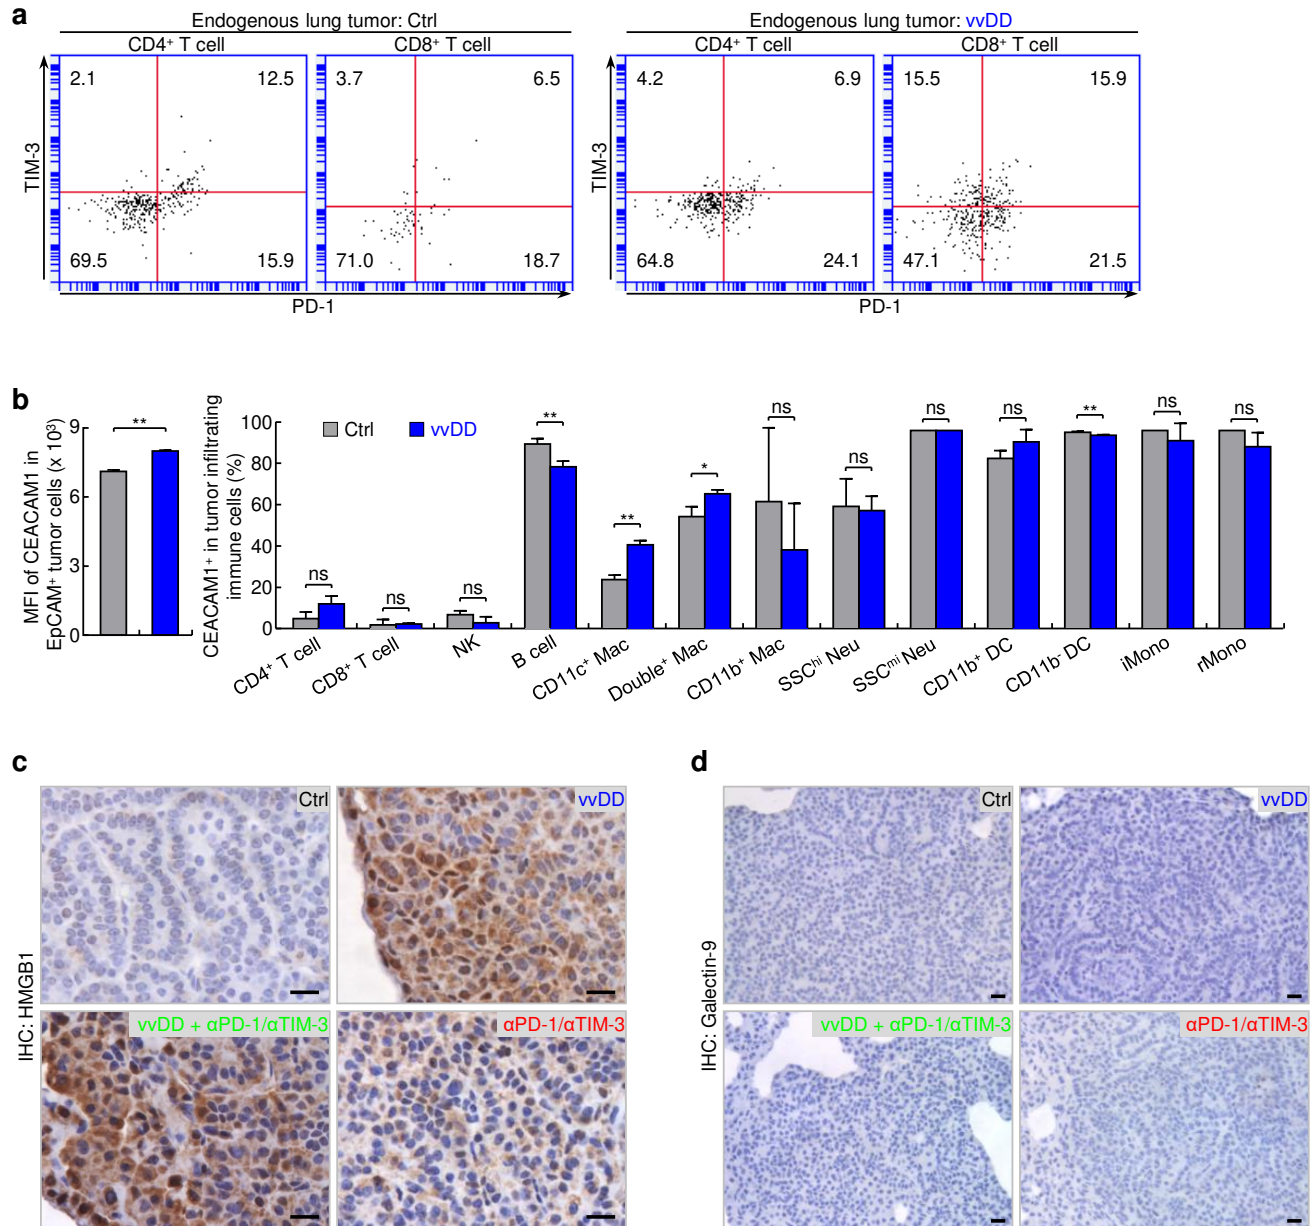 a
Endogenous lung tumor: Ctrl
Endogenous lung tumor: vvDD
CD4⁺ T cell
CD8⁺ T cell
CD4⁺ T cell
CD8⁺ T cell
2.1
12.5
3.7
6.5
4.2
6.9
15.5
15.9
TIM-3
TIM-3
69.5
15.9
71.0
18.7
64.8
24.1
47.1
21.5
PD-1
PD-1
b
MFI of CEACAM1 in
EpCAM⁺ tumor cells (x 10³)
9
6
3
0
**
CEACAM1⁺ in tumor infiltrating
immune cells (%)
100
80
60
40
20
0
Ctrl
vvDD
ns
ns
ns
**
**
*
ns
ns
ns
ns
**
ns
ns
CD4⁺ T cell
CD8⁺ T cell
NK
B cell
CD11c⁺ Mac
Double⁺ Mac
CD11b⁺ Mac
SSCʰⁱ Neu
SSCᵐⁱ Neu
CD11b⁺ DC
CD11b⁻ DC
iMono
rMono
c
IHC: HMGB1
Ctrl
vvDD
vvDD + αPD-1/αTIM-3
αPD-1/αTIM-3
d
IHC: Galectin-9
Ctrl
vvDD
vvDD + αPD-1/αTIM-3
αPD-1/αTIM-3